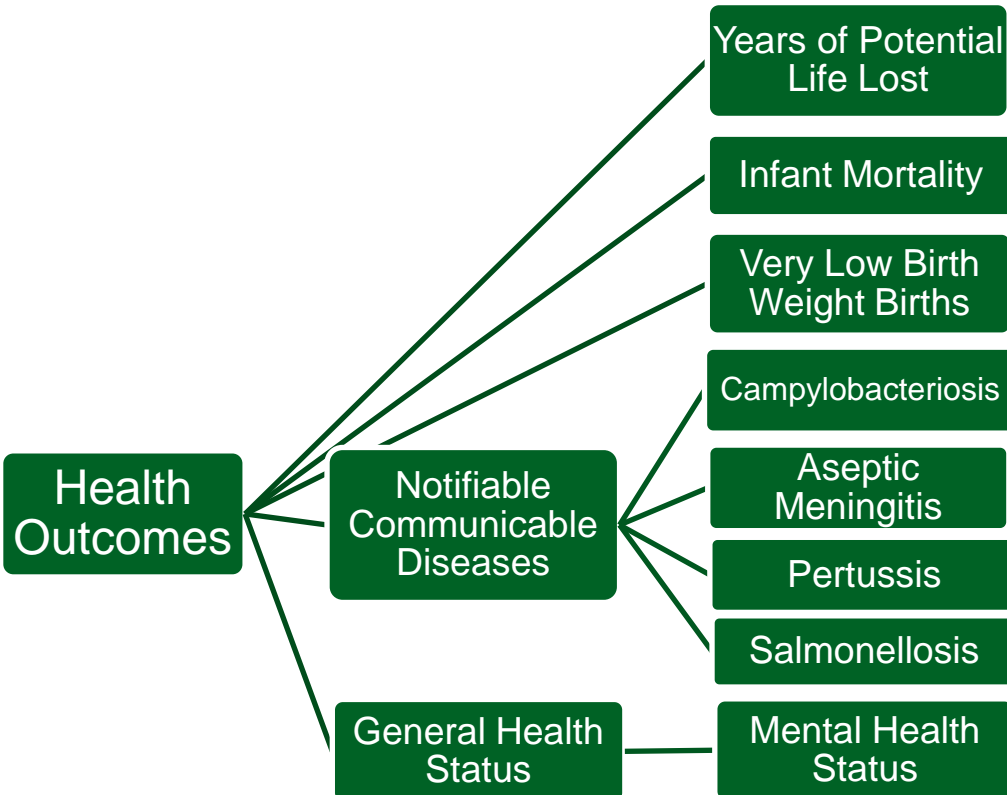 Years of Potential
Life Lost
Infant Mortality
Very Low Birth
Weight Births
Campylobacteriosis
Health
Outcomes
Notifiable
Communicable
Diseases
Aseptic
Meningitis
Pertussis
Salmonellosis
General Health
Status
Mental Health
Status